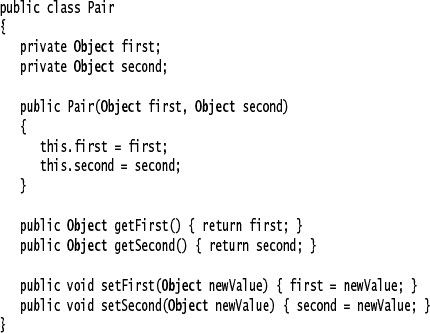 public class Pair
{
private Object first;
private Object second;
public Pair(Object first, Object second)
{
this.first = first;
this.second = second;
}
public Object getFirst() { return first; }
public Object getSecond() { return second; }
public void setFirst(Object newValue) { first = newValue; }
public void setSecond(Object newValue) { second = newValue; }
}